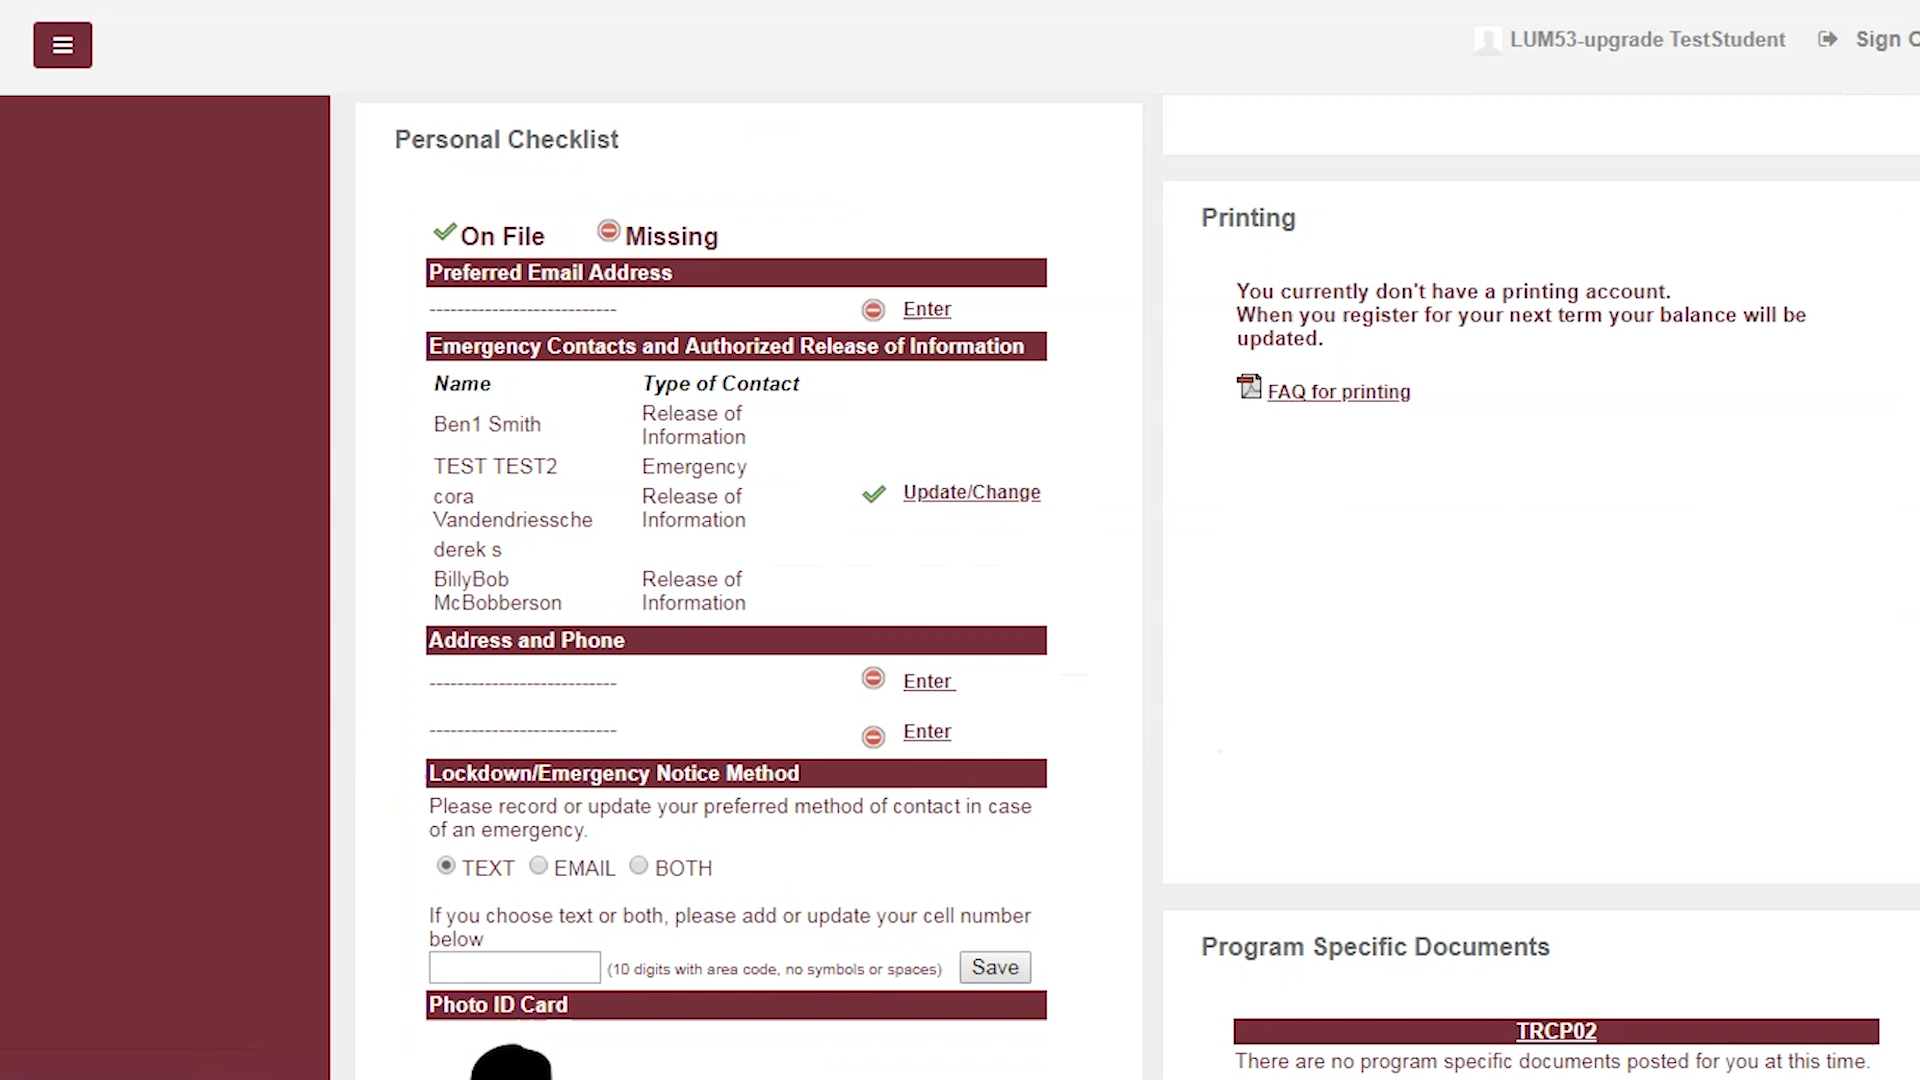 LUM53-upgrade TestStudent
Sign
Personal Checklist
On File Missing
Preferred Email Address
--------------------------- Enter
Emergency Contacts and Authorized Release of Information
Name Type of Contact
Ben1 Smith Release of
Information
TEST TEST2 Emergency
cora Release of
Vandendriessche Information
Update/Change
derek s
BillyBob Release of
McBobberson Information
Address and Phone
--------------------------- Enter
--------------------------- Enter
Lockdown/Emergency Notice Method
Please record or update your preferred method of contact in case
of an emergency.
TEXT EMAIL BOTH
If you choose text or both, please add or update your cell number
below
(10 digits with area code, no symbols or spaces) Save
Photo ID Card
Printing
You currently don't have a printing account.
When you register for your next term your balance will be
updated.
FAQ for printing
Program Specific Documents
TRCP02
There are no program specific documents posted for you at this time.